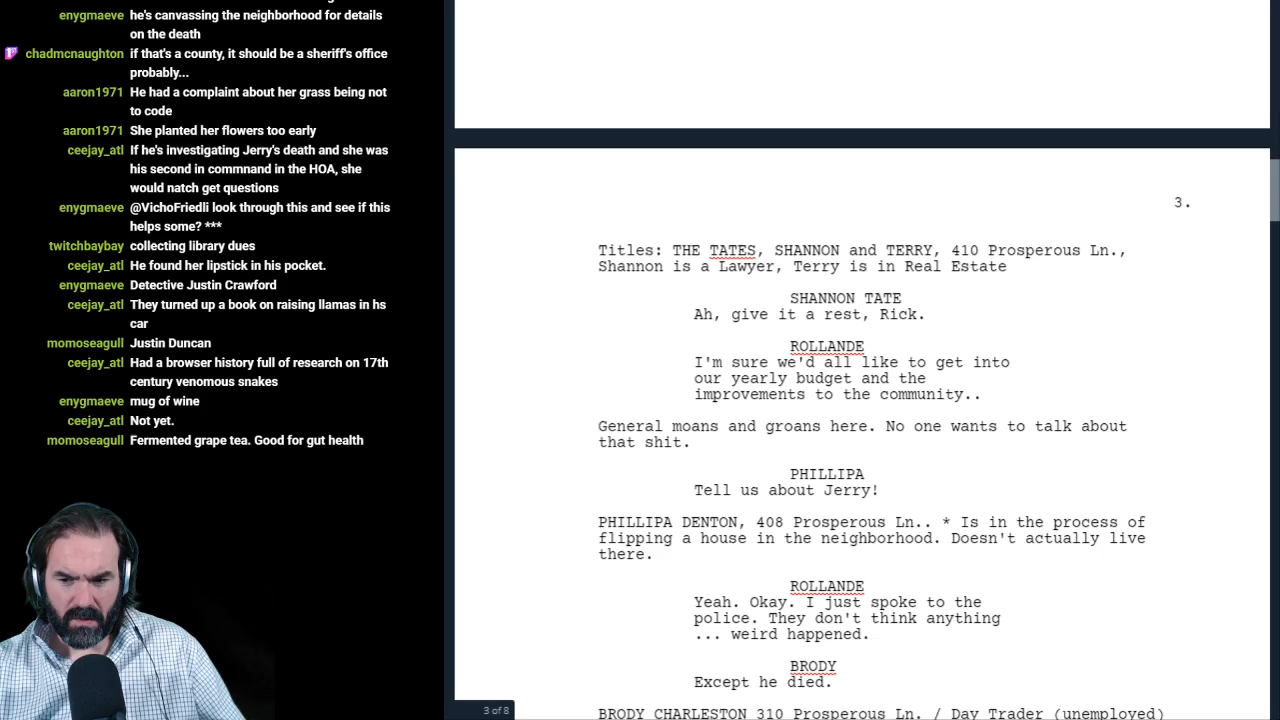 enygmaeve he's canvassing the neighborhood for details
on the death
chadmcnaughton if that's a county, it should be a sheriff's office
probably...
aaron1971 He had a complaint about her grass being not
to code
aaron1971 She planted her flowers too early
ceejay_atl If he's investigating Jerry's death and she was
his second in commnand in the HOA, she
would natch get questions
enygmaeve @VichoFriedli look through this and see if this
helps some? ***
twitchbaybay collecting library dues
ceejay_atl He found her lipstick in his pocket.
enygmaeve Detective Justin Crawford
ceejay_atl They turned up a book on raising llamas in hs
car
momoseagull Justin Duncan
ceejay_atl Had a browser history full of research on 17th
century venomous snakes
enygmaeve mug of wine
ceejay_atl Not yet.
momoseagull Fermented grape tea. Good for gut health
3.
Titles: THE TATES, SHANNON and TERRY, 410 Prosperous Ln.,
Shannon is a Lawyer, Terry is in Real Estate
SHANNON TATE
Ah, give it a rest, Rick.
ROLLANDE
I'm sure we'd all like to get into
our yearly budget and the
improvements to the community..
General moans and groans here. No one wants to talk about
that shit.
PHILLIPA
Tell us about Jerry!
PHILLIPA DENTON, 408 Prosperous Ln.. * Is in the process of
flipping a house in the neighborhood. Doesn't actually live
there.
ROLLANDE
Yeah. Okay. I just spoke to the
police. They don't think anything
... weird happened.
BRODY
Except he died.
BRODY CHARLESTON 310 Prosperous Ln. / Day Trader (unemployed)
3 of 8